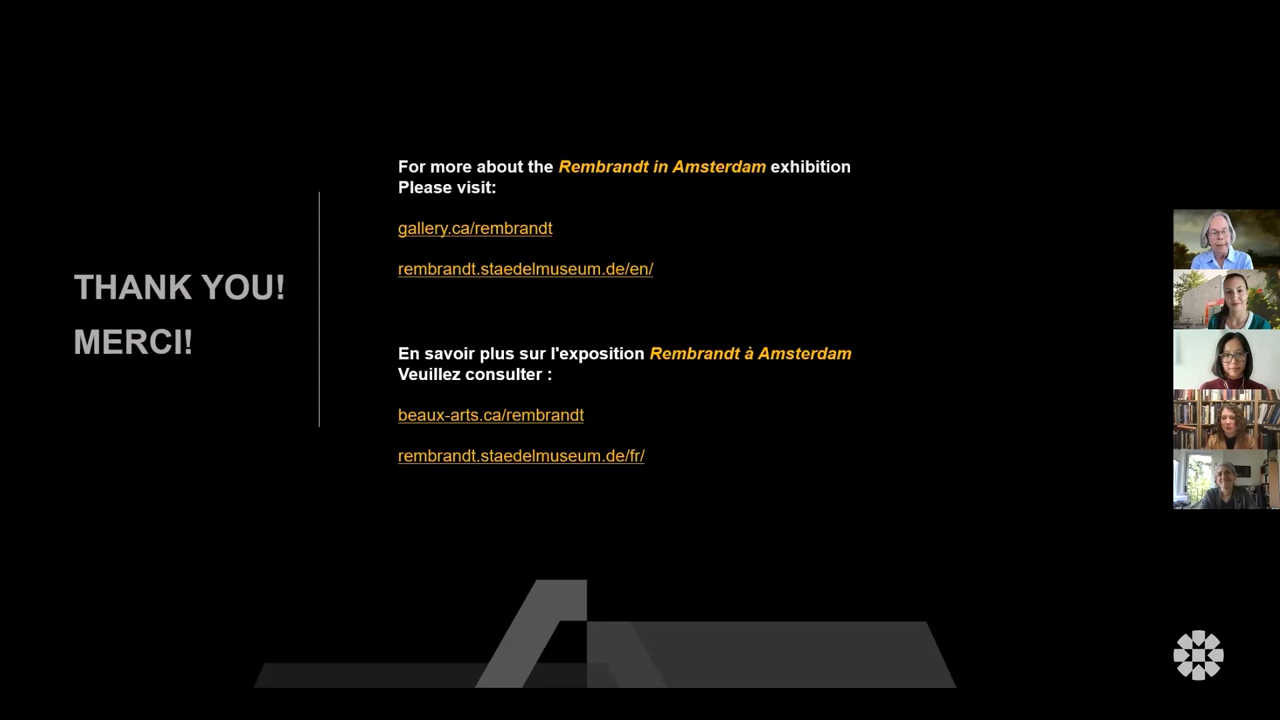 THANK YOU!
MERCI!
For more about the Rembrandt in Amsterdam exhibition
Please visit:
gallery.ca/rembrandt
rembrandt.staedelmuseum.de/en/
En savoir plus sur l'exposition Rembrandt à Amsterdam
Veuillez consulter :
beaux-arts.ca/rembrandt
rembrandt.staedelmuseum.de/fr/